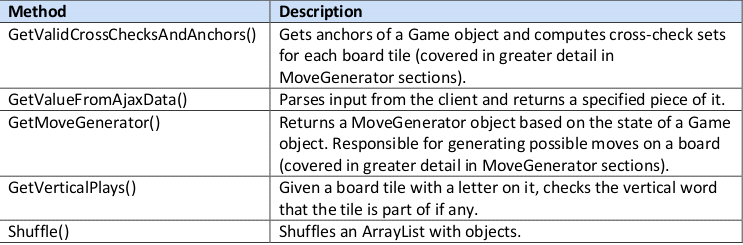 Method Description
GetValidCrossChecksAndAnchors() Gets anchors of a Game object and computes cross-check sets
for each board tile (covered in greater detail in
MoveGenerator sections).
GetValueFromAjaxData() Parses input from the client and returns a specified piece of it.
GetMoveGenerator() Returns a MoveGenerator object based on the state of a Game
object. Responsible for generating possible moves on a board
(covered in greater detail in MoveGenerator sections).
GetVerticalPlays() Given a board tile with a letter on it, checks the vertical word
that the tile is part of if any.
Shuffle() Shuffles an ArrayList with objects.